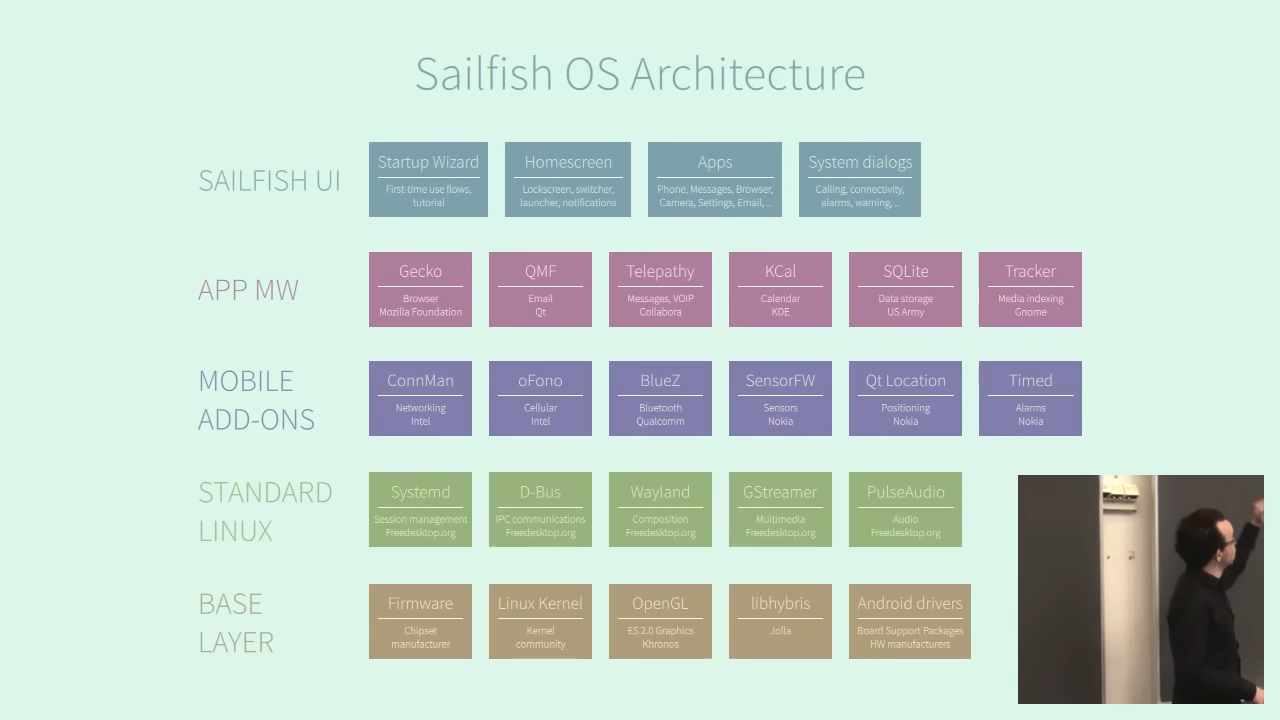 Sailfish OS Architecture
SAILFISH UI
Startup Wizard
First-time use flows,
tutorial
Homescreen
Lockscreen, switcher,
launcher, notifications
Apps
Phone, Messages, Browser,
Camera, Settings, Email, ..
System dialogs
Calling, connectivity,
alarms, warning, ..
APP MW
Gecko
Browser
Mozilla Foundation
QMF
Email
Qt
Telepathy
Messages, VOIP
Collabora
KCal
Calendar
KDE
SQLite
Data storage
US Army
Tracker
Media indexing
Gnome
MOBILE
ADD-ONS
ConnMan
Networking
Intel
oFono
Cellular
Intel
BlueZ
Bluetooth
Qualcomm
SensorFW
Sensors
Nokia
Qt Location
Positioning
Nokia
Timed
Alarms
Nokia
STANDARD
LINUX
Systemd
Session management
Freedesktop.org
D-Bus
IPC communications
Freedesktop.org
Wayland
Composition
Freedesktop.org
GStreamer
Multimedia
Freedesktop.org
PulseAudio
Audio
Freedesktop.org
BASE
LAYER
Firmware
Chipset
manufacturer
Linux Kernel
Kernel
community
OpenGL
ES 2.0 Graphics
Khronos
libhybris
Jolla
Android drivers
Board Support Packages
HW manufacturers